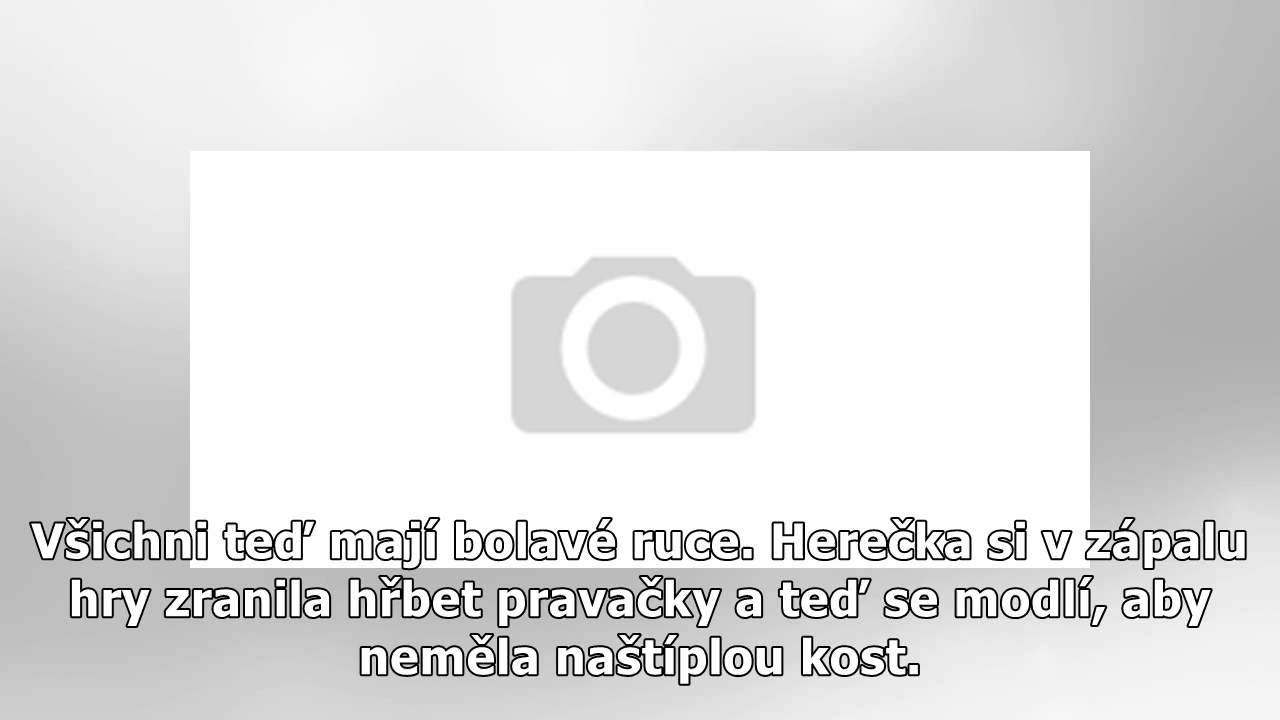 Všichni teď mají bolavé ruce. Herečka si v zápalu
hry zranila hřbet pravačky a teď se modlí, aby
neměla naštíplou kost.